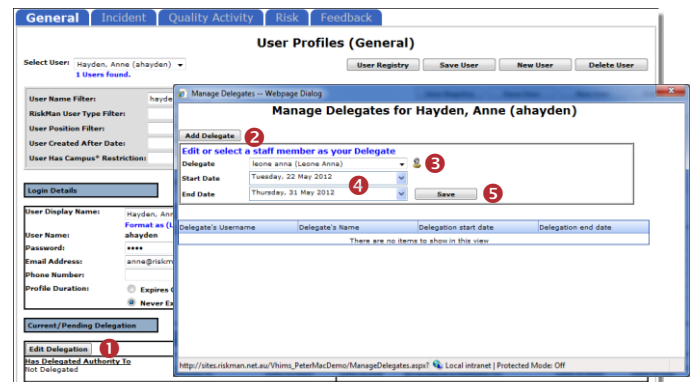 General Incident Quality Activity Risk Feedback
User Profiles (General)
Select User: Hayden, Anne (ahayden)
1 Users found.
User Registry Save User New User Delete User
User Name Filter: hayde
RiskMan User Type Filter:
User Position Filter:
User Created After Date:
User Has Campus* Restriction:
Login Details
User Display Name: Hayden, Ann
Format as (L
User Name: ahayden
Password: ••••
Email Address: anne@riskm
Phone Number:
Profile Duration: Expires
Never Ex
Current/Pending Delegation
Edit Delegation 1
Has Delegated Authority To
Not Delegated
Manage Delegates -- Webpage Dialog
Manage Delegates for Hayden, Anne (ahayden)
Add Delegate 2
Edit or select a staff member as your Delegate
Delegate leone anna (Leone Anna) 3
Start Date Tuesday, 22 May 2012
4
End Date Thursday, 31 May 2012 Save 5
Delegate's Username Delegate's Name Delegation start date Delegation end date
There are no items to show in this view
http://sites.riskman.net.au/Vhims_PeterMacDemo/ManageDelegates.aspx? Local intranet | Protected Mode: Off